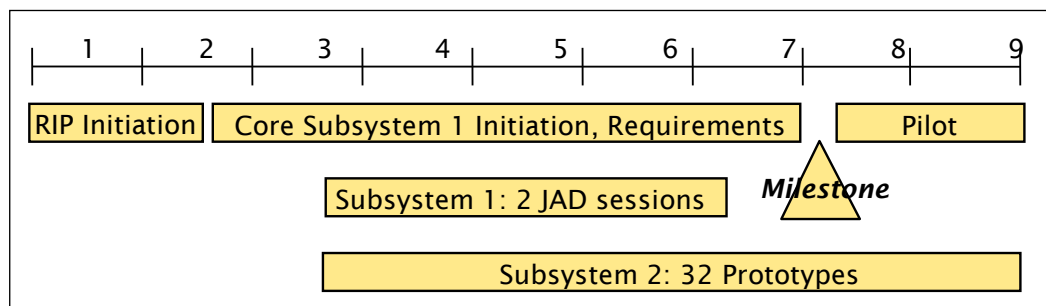 1 2 3 4 5 6 7 8 9
RIP Initiation Core Subsystem 1 Initiation, Requirements Pilot
Milestone
Subsystem 1: 2 JAD sessions
Subsystem 2: 32 Prototypes